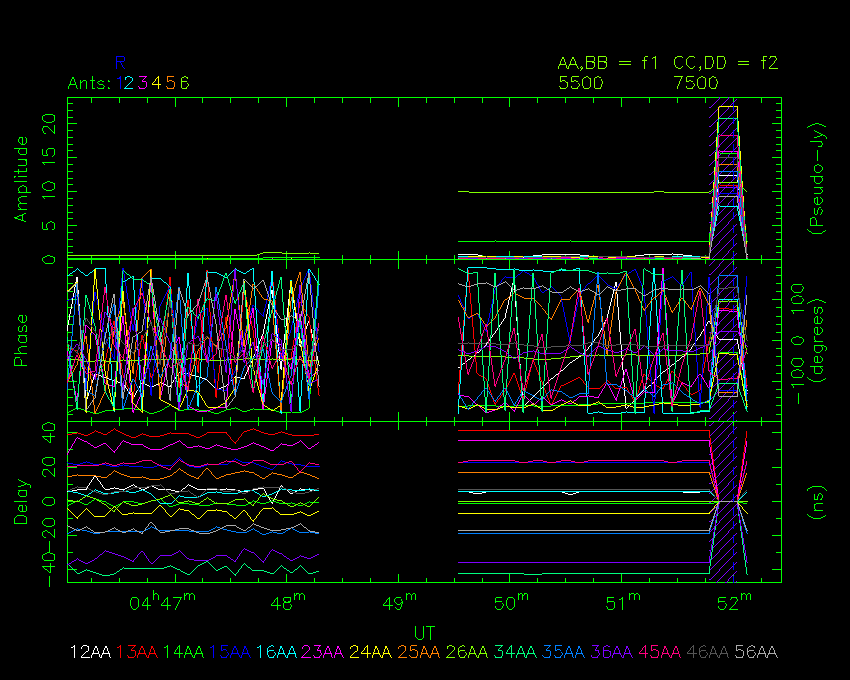 R AA,BB = f1 CC,DD = f2
Ants: 1 2 3 4 5 6 5500 7500
Amplitude
0 5 10 15 20
(Pseudo-Jy)
Phase
-100 0 100
(degrees)
Delay
-40 -20 0 20 40
(ns)
04h47m 48m 49m 50m 51m 52m
UT
12AA 13AA 14AA 15AA 16AA 23AA 24AA 25AA 26AA 34AA 35AA 36AA 45AA 46AA 56AA